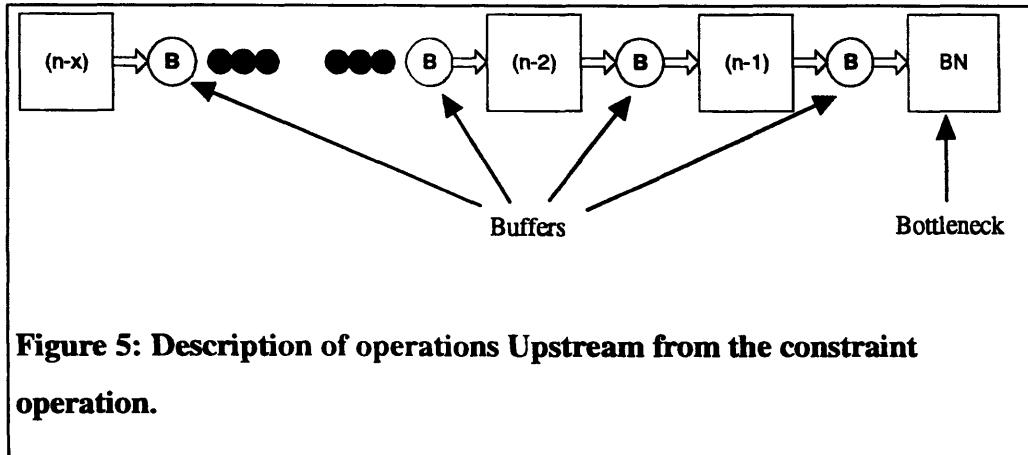 (n-x) B B (n-2) B (n-1) B BN
Buffers Bottleneck
Figure 5: Description of operations Upstream from the constraint
operation.